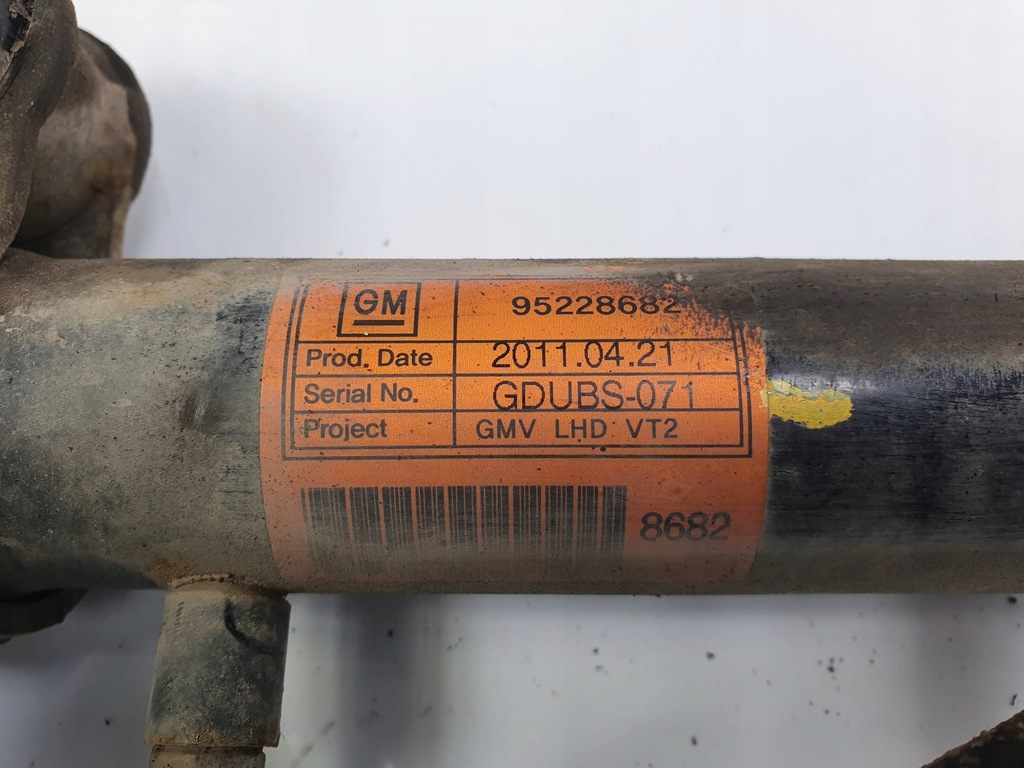 GM 95228682
Prod. Date 2011.04.21
Serial No. GDUBS-071
Project GMV LHD VT2
8682